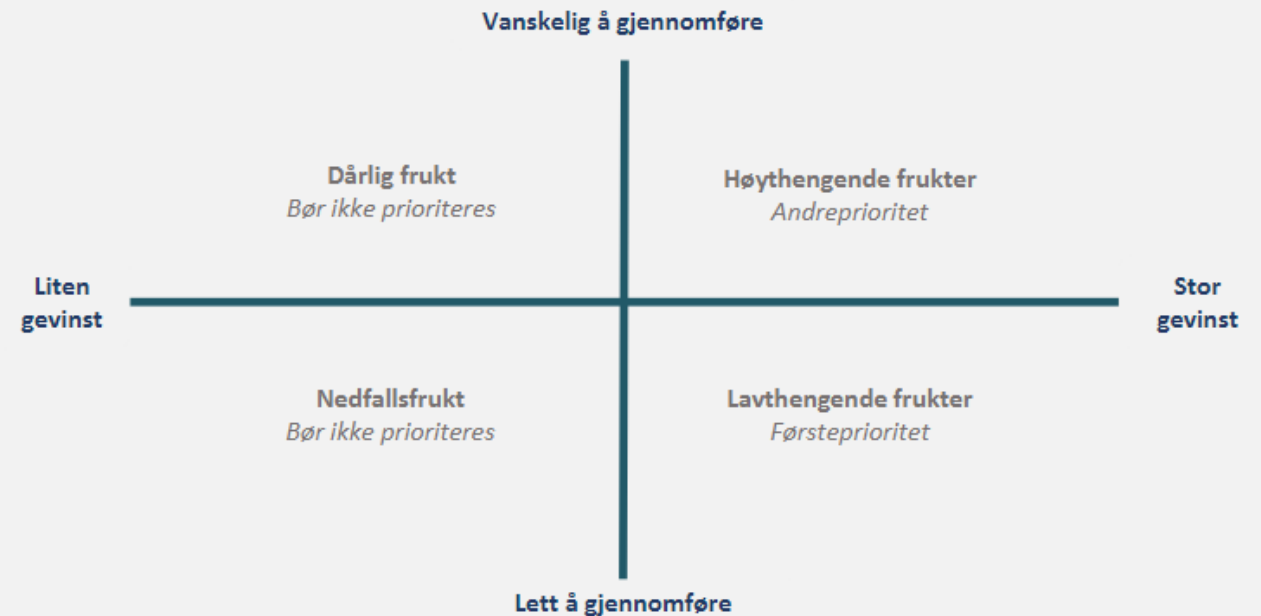 Vanskelig å gjennomføre
Dårlig frukt
Bør ikke prioriteres
Høythengende frukter
Andreprioritet
Liten
gevinst
Stor
gevinst
Nedfallsfrukt
Bør ikke prioriteres
Lavthengende frukter
Førsteprioritet
Lett å gjennomføre